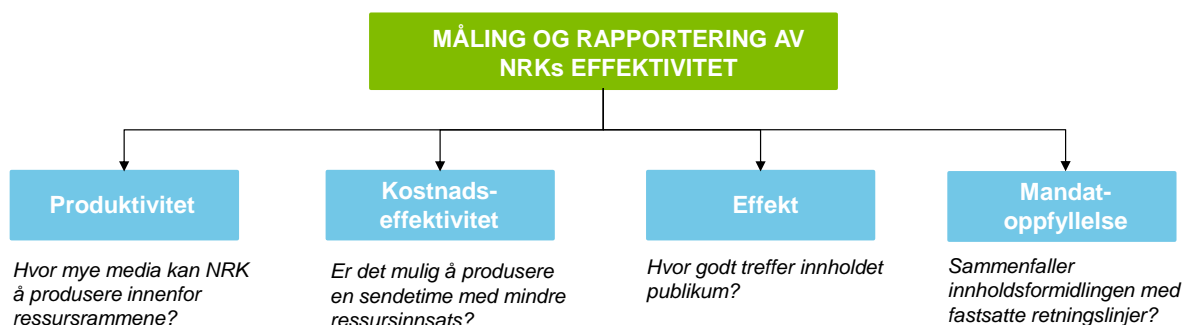 MÅLING OG RAPPORTERING AV
NRKs EFFEKTIVITET
Produktivitet
Kostnads-
effektivitet
Effekt
Mandat-
oppfyllelse
Hvor mye media kan NRK
å produsere innenfor
ressursrammene?
Er det mulig å produsere
en sendetime med mindre
ressursinnsats?
Hvor godt treffer innholdet
publikum?
Sammenfaller
innholdsformidlingen med
fastsatte retningslinjer?